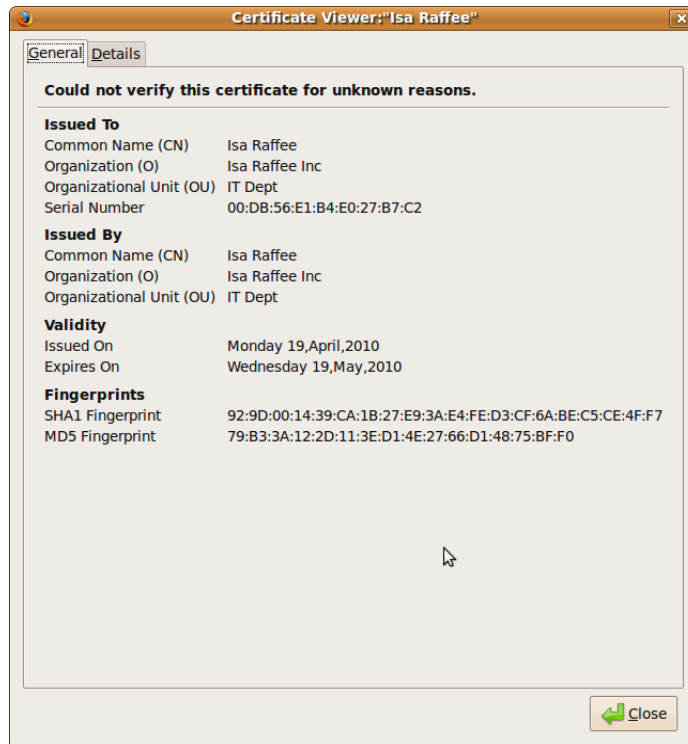 Certificate Viewer:"Isa Raffee"
General Details
Could not verify this certificate for unknown reasons.
Issued To
Common Name (CN) Isa Raffee
Organization (O) Isa Raffee Inc
Organizational Unit (OU) IT Dept
Serial Number 00:DB:56:E1:B4:E0:27:B7:C2
Issued By
Common Name (CN) Isa Raffee
Organization (O) Isa Raffee Inc
Organizational Unit (OU) IT Dept
Validity
Issued On Monday 19,April,2010
Expires On Wednesday 19,May,2010
Fingerprints
SHA1 Fingerprint 92:9D:00:14:39:CA:1B:27:E9:3A:E4:FE:D3:CF:6A:BE:C5:CE:4F:F7
MD5 Fingerprint 79:B3:3A:12:2D:11:3E:D1:4E:27:66:D1:48:75:BF:F0
Close